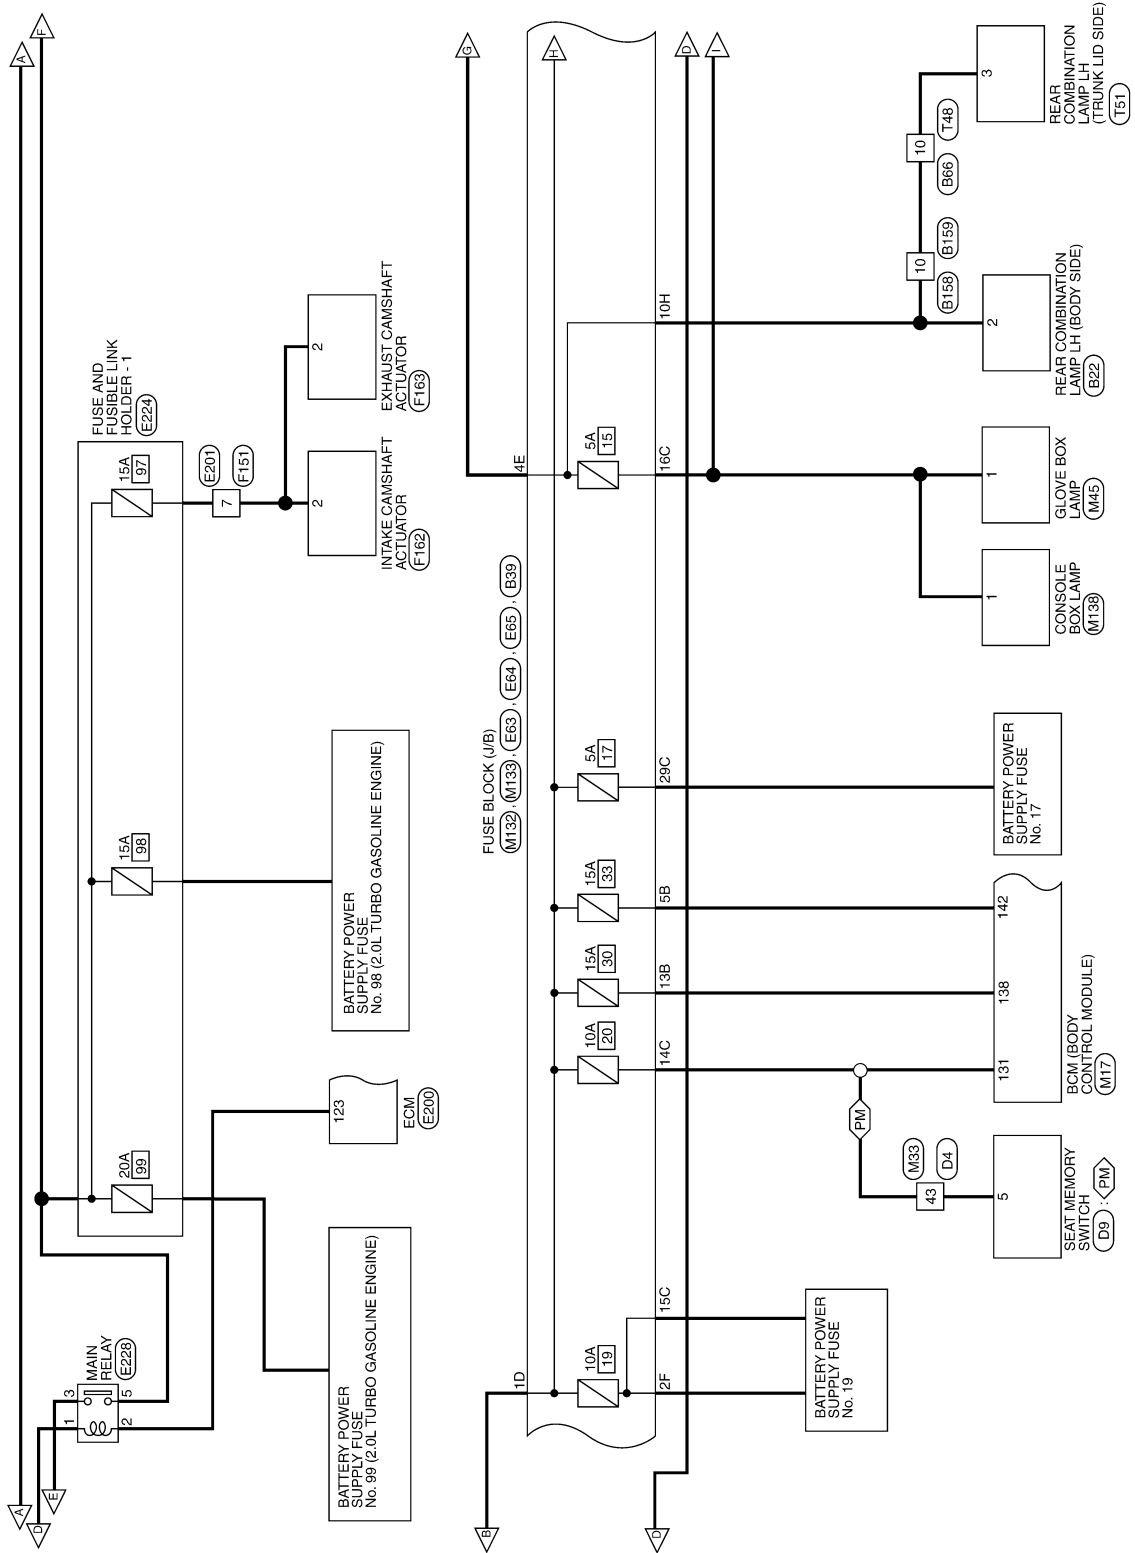 A
D
E
3
1
MAIN
RELAY
E228
5
2
F
A
FUSE AND
FUSIBLE LINK
HOLDER - 1
E224
20A
99
15A
98
15A
97
E201
7
F151
123
ECM
E200
2
INTAKE CAMSHAFT
ACTUATOR
F162
2
EXHAUST CAMSHAFT
ACTUATOR
F163
BATTERY POWER
SUPPLY FUSE
No. 99 (2.0L TURBO GASOLINE ENGINE)
BATTERY POWER
SUPPLY FUSE
No. 98 (2.0L TURBO GASOLINE ENGINE)
B
D
G
H
D
I
FUSE BLOCK (J/B)
M132 , M133 , E63 , E64 , E65 , B39
1D
4E
10A
19
10A
20
15A
30
15A
33
5A
17
5A
15
2F
15C
14C
13B
5B
29C
16C
10H
BATTERY POWER
SUPPLY FUSE
No. 19
PM
M33
43
D4
5
SEAT MEMORY
SWITCH
D9 : PM
131
138
142
BCM (BODY
CONTROL MODULE)
M17
BATTERY POWER
SUPPLY FUSE
No. 17
1
CONSOLE
BOX LAMP
M138
1
GLOVE BOX
LAMP
M45
2
REAR COMBINATION
LAMP LH (BODY SIDE)
B22
10
B158
B159
10
B66
T48
3
REAR
COMBINATION
LAMP LH
(TRUNK LID SIDE)
T51